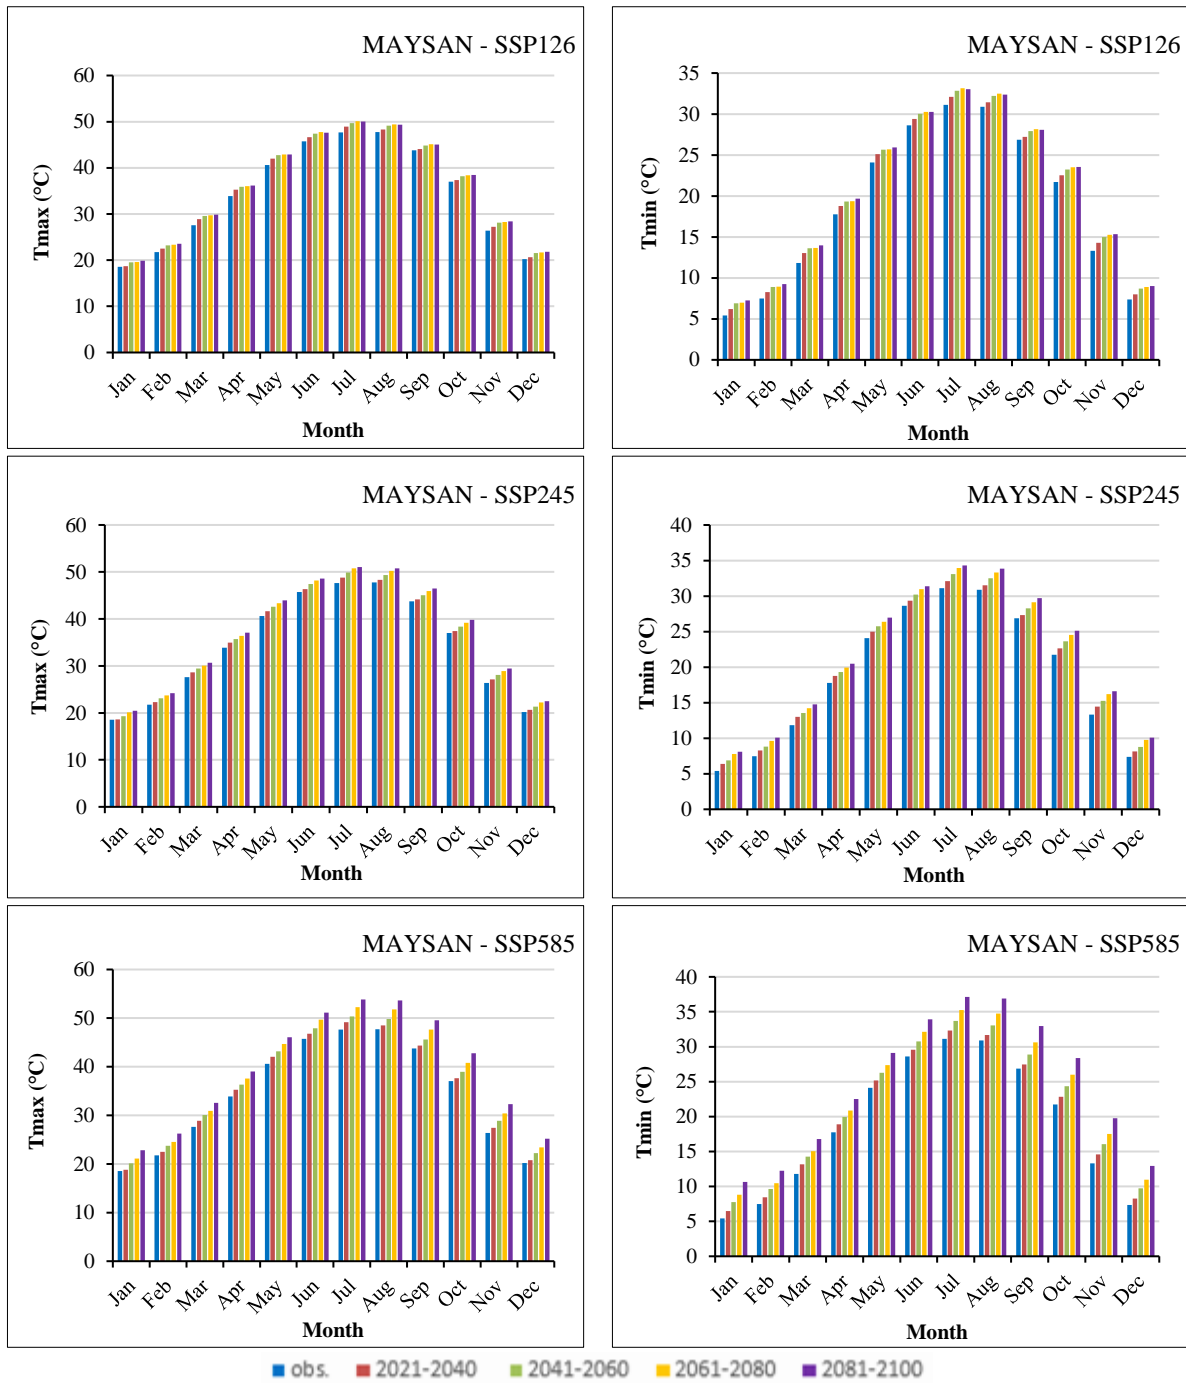 MAYSAN - SSP126
60
50
40
30
20
10
0
Tmax (°C)
Jan Feb Mar Apr May Jun Jul Aug Sep Oct Nov Dec
Month
MAYSAN - SSP126
35
30
25
20
15
10
5
0
Tmin (°C)
Jan Feb Mar Apr May Jun Jul Aug Sep Oct Nov Dec
Month
MAYSAN - SSP245
60
50
40
30
20
10
0
Tmax (°C)
Jan Feb Mar Apr May Jun Jul Aug Sep Oct Nov Dec
Month
MAYSAN - SSP245
40
35
30
25
20
15
10
5
0
Tmin (°C)
Jan Feb Mar Apr May Jun Jul Aug Sep Oct Nov Dec
Month
MAYSAN - SSP585
60
50
40
30
20
10
0
Tmax (°C)
Jan Feb Mar Apr May Jun Jul Aug Sep Oct Nov Dec
Month
MAYSAN - SSP585
40
35
30
25
20
15
10
5
0
Tmin (°C)
Jan Feb Mar Apr May Jun Jul Aug Sep Oct Nov Dec
Month
obs. 2021-2040 2041-2060 2061-2080 2081-2100